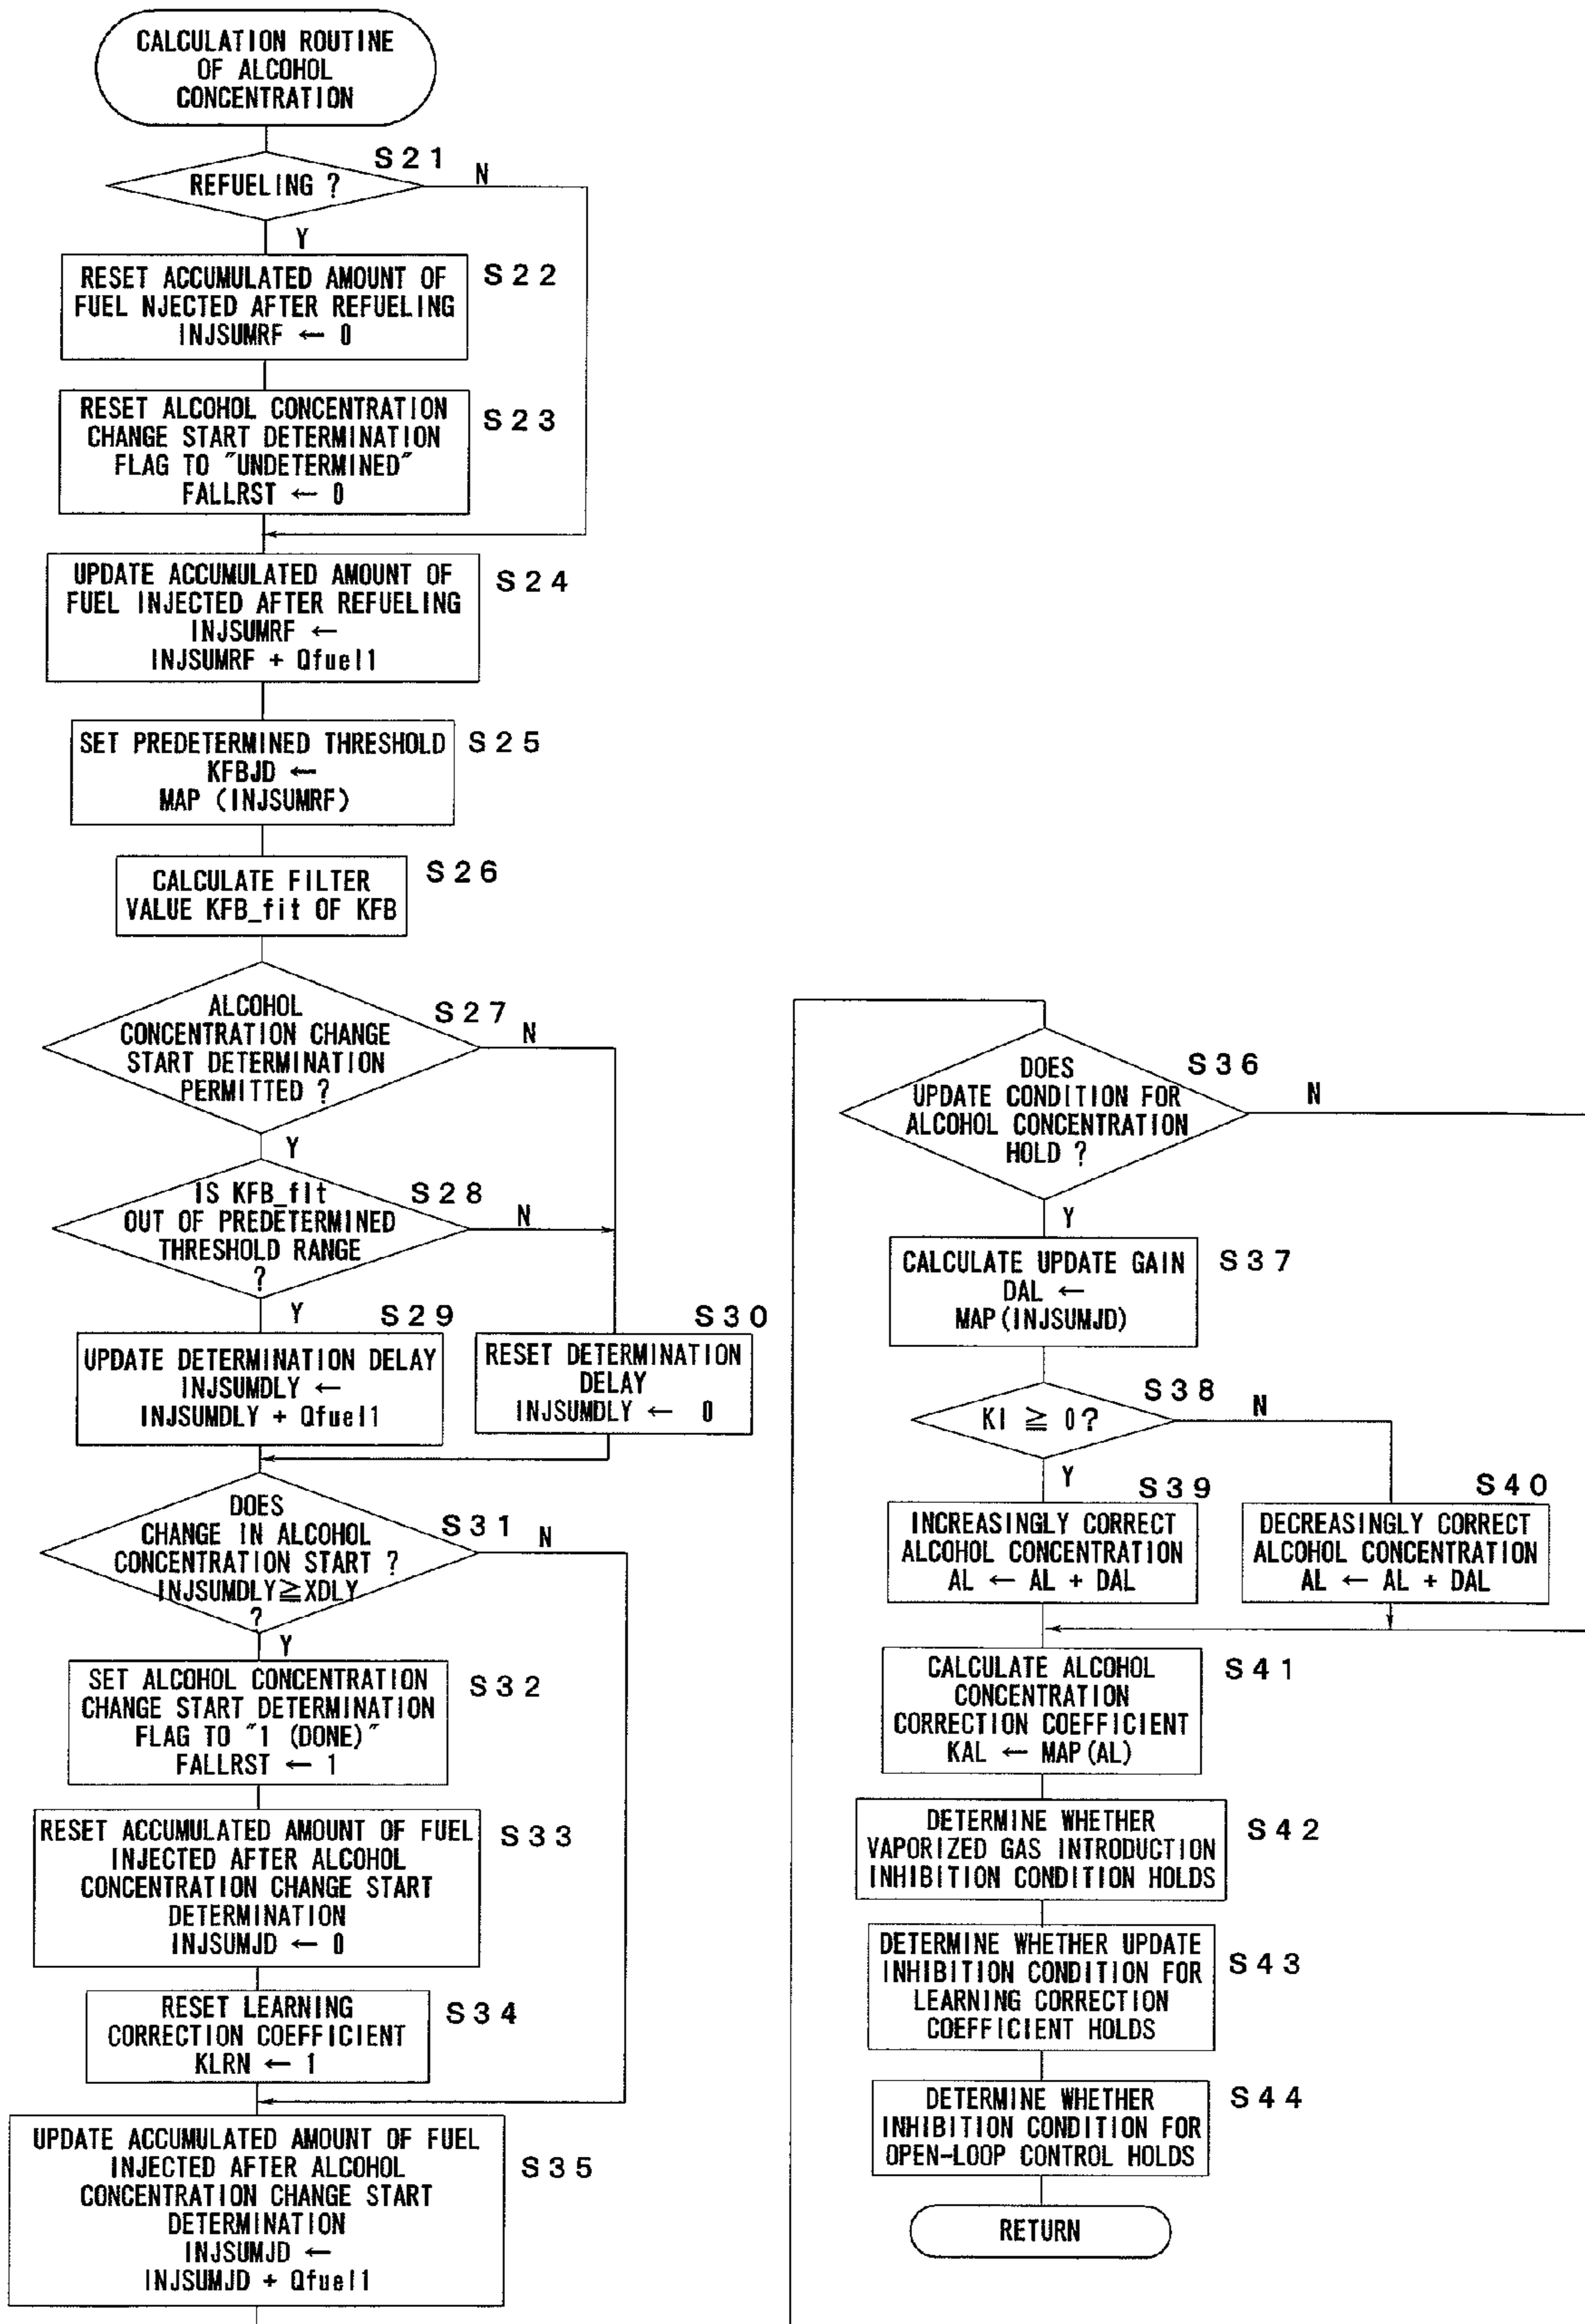 CALCULATION ROUTINE
OF ALCOHOL
CONCENTRATION
S21
REFUELING ?
N
Y
RESET ACCUMULATED AMOUNT OF
FUEL NJECTED AFTER REFUELING
INJSUMRF ← 0
S22
RESET ALCOHOL CONCENTRATION
CHANGE START DETERMINATION
FLAG TO "UNDETERMINED"
FALLRST ← 0
S23
UPDATE ACCUMULATED AMOUNT OF
FUEL INJECTED AFTER REFUELING
INJSUMRF ←
INJSUMRF + Qfuel1
S24
SET PREDETERMINED THRESHOLD
KFBJD ←
MAP (INJSUMRF)
S25
CALCULATE FILTER
VALUE KFB_fit OF KFB
S26
ALCOHOL
CONCENTRATION CHANGE
START DETERMINATION
PERMITTED ?
S27
N
Y
IS KFB_fit
OUT OF PREDETERMINED
THRESHOLD RANGE
?
S28
N
Y
S29
UPDATE DETERMINATION DELAY
INJSUMDLY ←
INJSUMDLY + Qfuel1
S30
RESET DETERMINATION
DELAY
INJSUMDLY ← 0
DOES
CHANGE IN ALCOHOL
CONCENTRATION START ?
INJSUMDLY≧XDLY
?
S31
N
Y
SET ALCOHOL CONCENTRATION
CHANGE START DETERMINATION
FLAG TO "1 (DONE)"
FALLRST ← 1
S32
RESET ACCUMULATED AMOUNT OF FUEL
INJECTED AFTER ALCOHOL
CONCENTRATION CHANGE START
DETERMINATION
INJSUMJD ← 0
S33
RESET LEARNING
CORRECTION COEFFICIENT
KLRN ← 1
S34
UPDATE ACCUMULATED AMOUNT OF FUEL
INJECTED AFTER ALCOHOL
CONCENTRATION CHANGE START
DETERMINATION
INJSUMJD ←
INJSUMJD + Qfuel1
S35
DOES
UPDATE CONDITION FOR
ALCOHOL CONCENTRATION
HOLD ?
S36
N
Y
CALCULATE UPDATE GAIN
DAL ←
MAP(INJSUMJD)
S37
KI ≧ 0?
S38
N
Y
S39
INCREASINGLY CORRECT
ALCOHOL CONCENTRATION
AL ← AL + DAL
S40
DECREASINGLY CORRECT
ALCOHOL CONCENTRATION
AL ← AL + DAL
CALCULATE ALCOHOL
CONCENTRATION
CORRECTION COEFFICIENT
KAL ← MAP(AL)
S41
DETERMINE WHETHER
VAPORIZED GAS INTRODUCTION
INHIBITION CONDITION HOLDS
S42
DETERMINE WHETHER UPDATE
INHIBITION CONDITION FOR
LEARNING CORRECTION
COEFFICIENT HOLDS
S43
DETERMINE WHETHER
INHIBITION CONDITION FOR
OPEN-LOOP CONTROL HOLDS
S44
RETURN